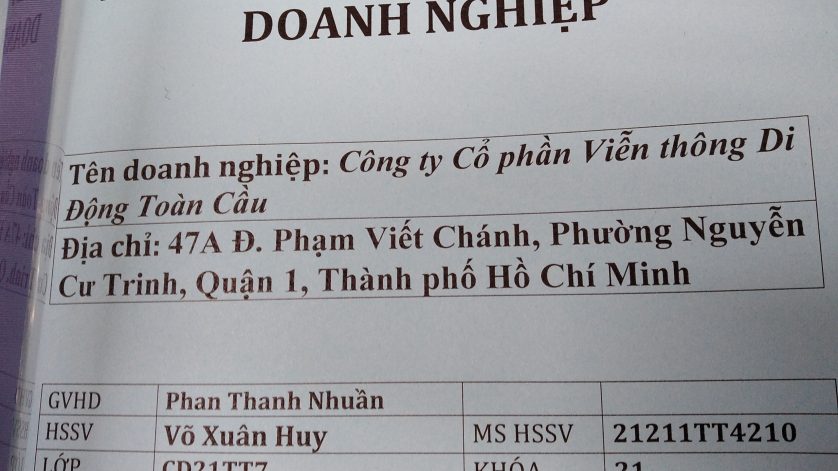 DOANH NGHIỆP
Tên doanh nghiệp: Công ty Cổ phần Viễn thông Di
Động Toàn Cầu
Địa chỉ: 47A Đ. Phạm Viết Chánh, Phường Nguyễn
Cư Trinh, Quận 1, Thành phố Hồ Chí Minh
GVHD Phan Thanh Nhuần
HSSV Võ Xuân Huy MS HSSV 21211TT4210
LỚP CD21TT7 KHÓA 21